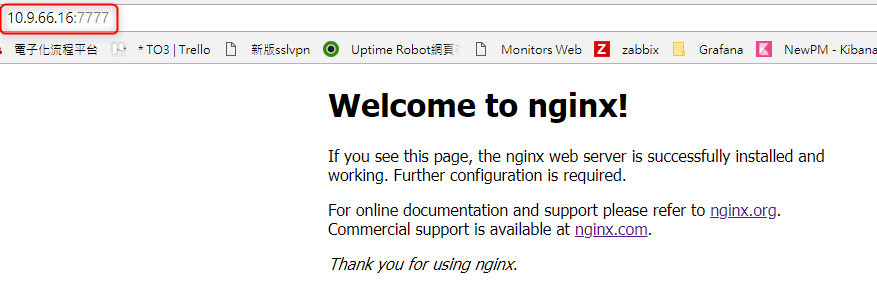 10.9.66.16:7777
電子化流程平台 * TO3 | Trello 新版sslvpn Uptime Robot網頁 Monitors Web Z zabbix Grafana NewPM - Kibana
Welcome to nginx!
If you see this page, the nginx web server is successfully installed and
working. Further configuration is required.
For online documentation and support please refer to nginx.org.
Commercial support is available at nginx.com.
Thank you for using nginx.